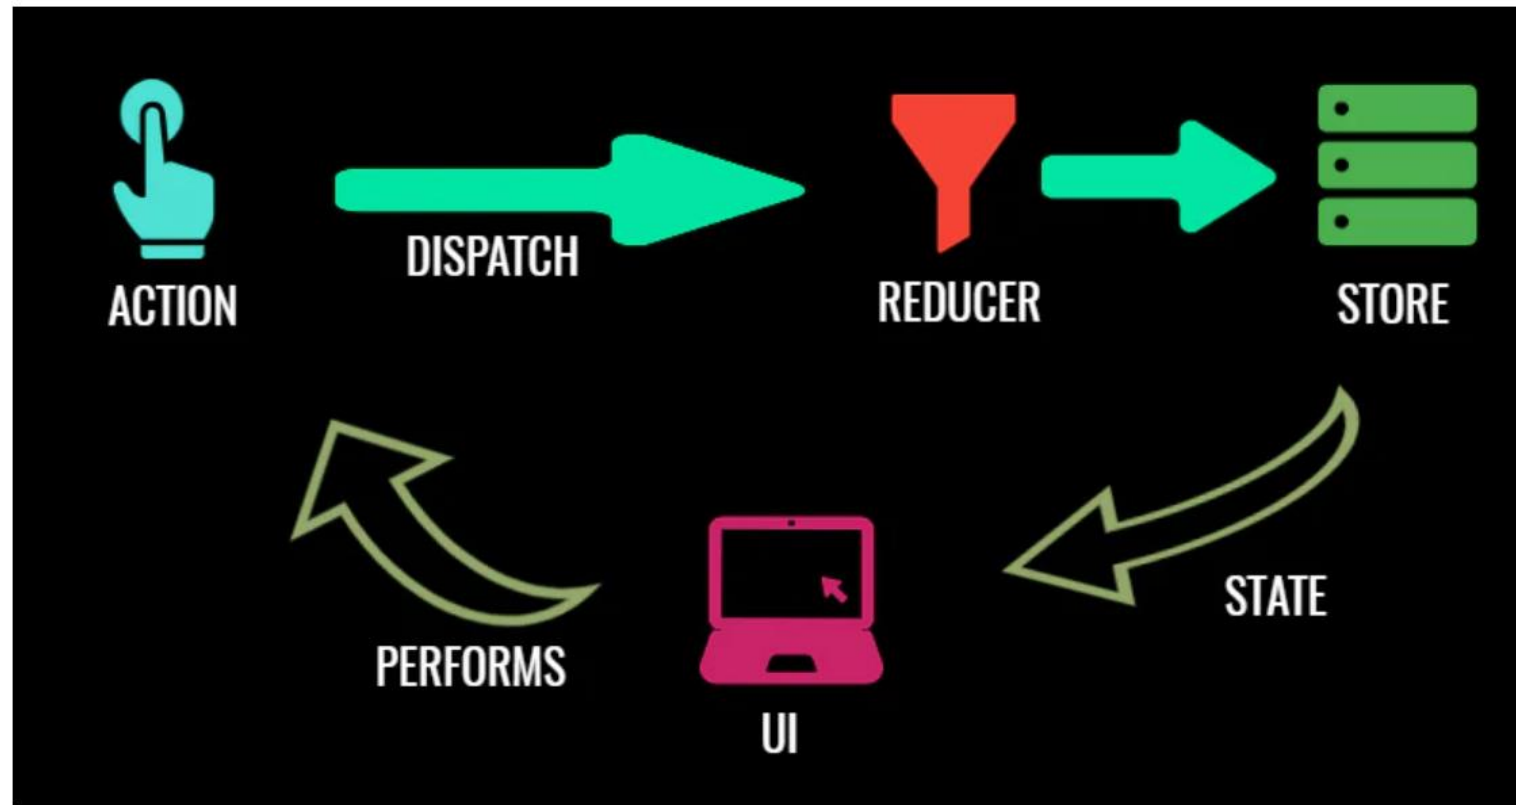 DISPATCH
ACTION
REDUCER
STORE
STATE
PERFORMS
UI